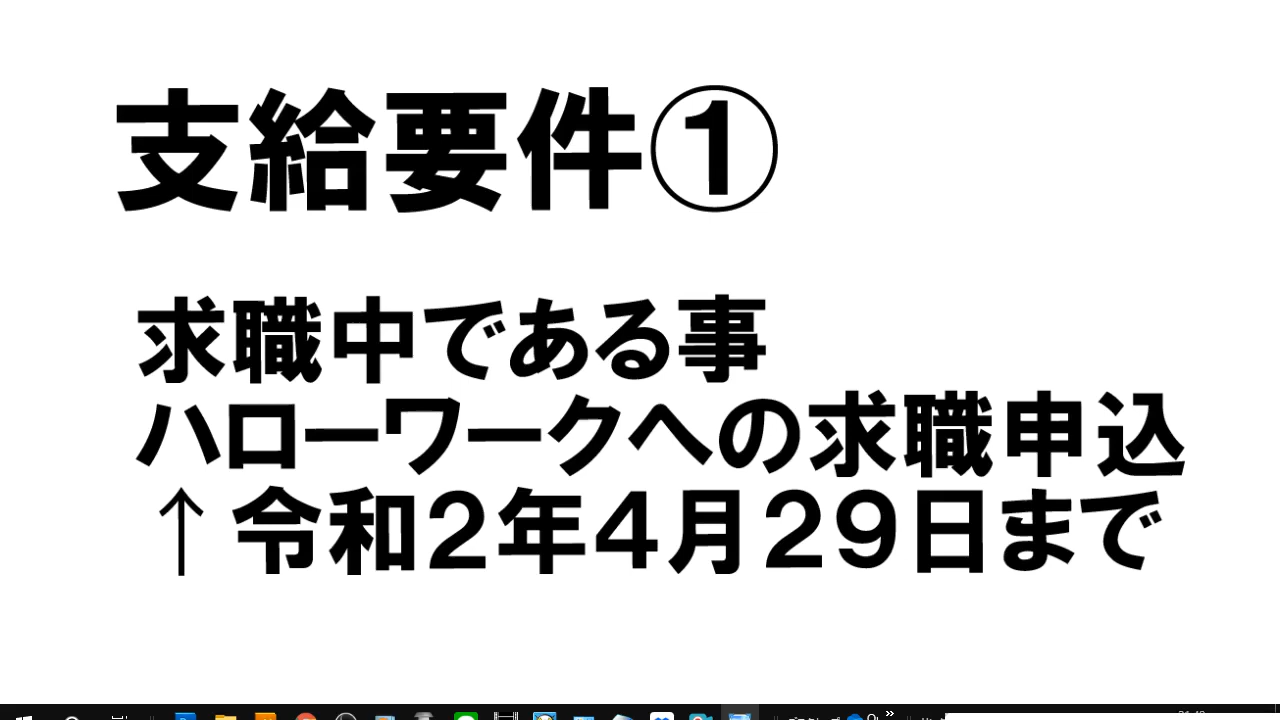 支給要件①
求職中である事
ハローワークへの求職申込
↑令和２年４月２９日まで